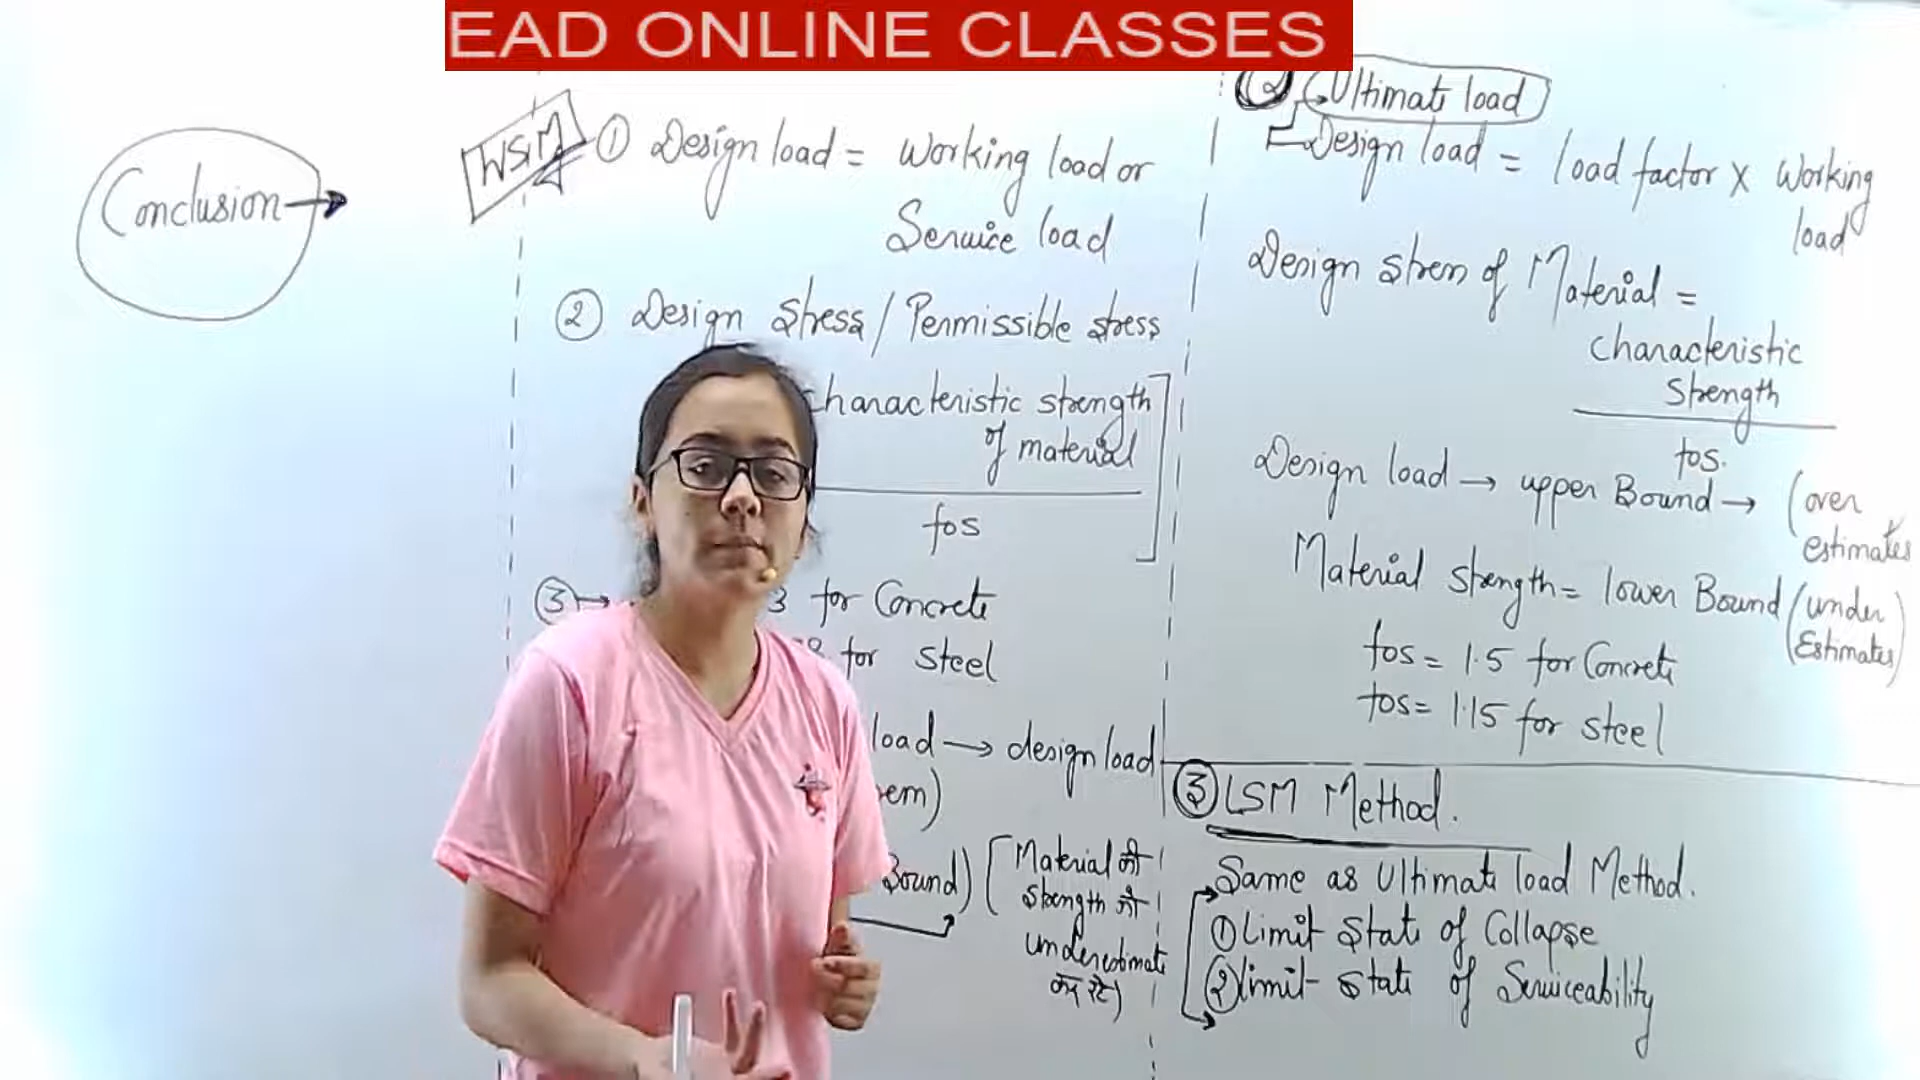 EAD ONLINE CLASSES
Conclusion →
WSM
① Design load = Working load or
Service load
② Design Stress / Permissible stress
Characteristic strength
of material
fos
③ → 3 for Concrete
for Steel
load → design load
Bound) [Material की
strength को
underestimate
कर रहे)
② Ultimate load
Design load = load factor x Working
load
Design stress of Material =
Characteristic
Strength
fos.
Design load → upper Bound → (over
estimates
Material strength = lower Bound (under
Estimates)
fos = 1.5 for Concrete
fos = 1.15 for steel
③ LSM Method.
Same as Ultimate load Method.
① Limit State of Collapse
② limit state of Serviceability